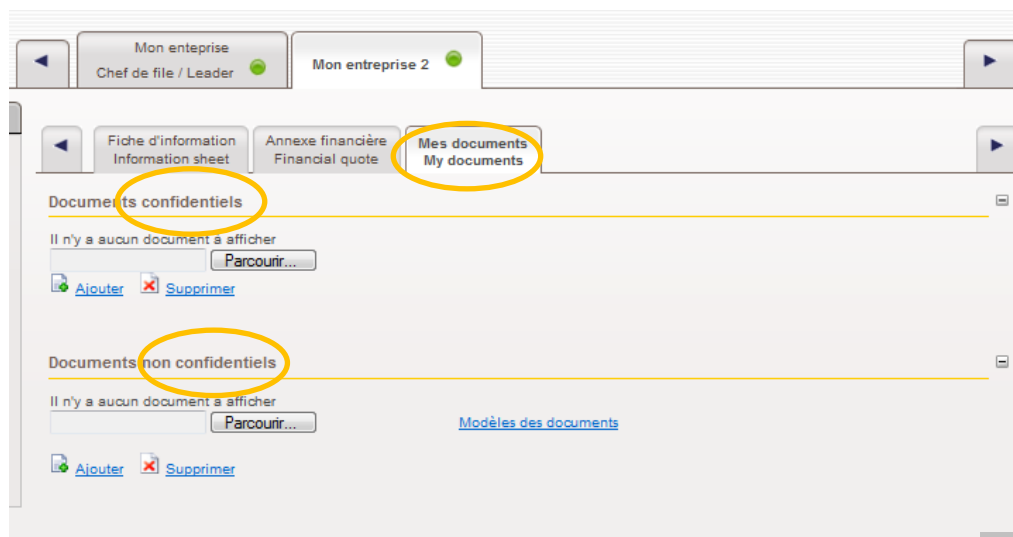 Mon enteprise
Chef de file / Leader
Mon entreprise 2
Fiche d'information
Information sheet
Annexe financière
Financial quote
Mes documents
My documents
Documents confidentiels
Il n'y a aucun document à afficher
Parcourir...
Ajouter Supprimer
Documents non confidentiels
Il n'y a aucun document à afficher
Parcourir... Modèles des documents
Ajouter Supprimer